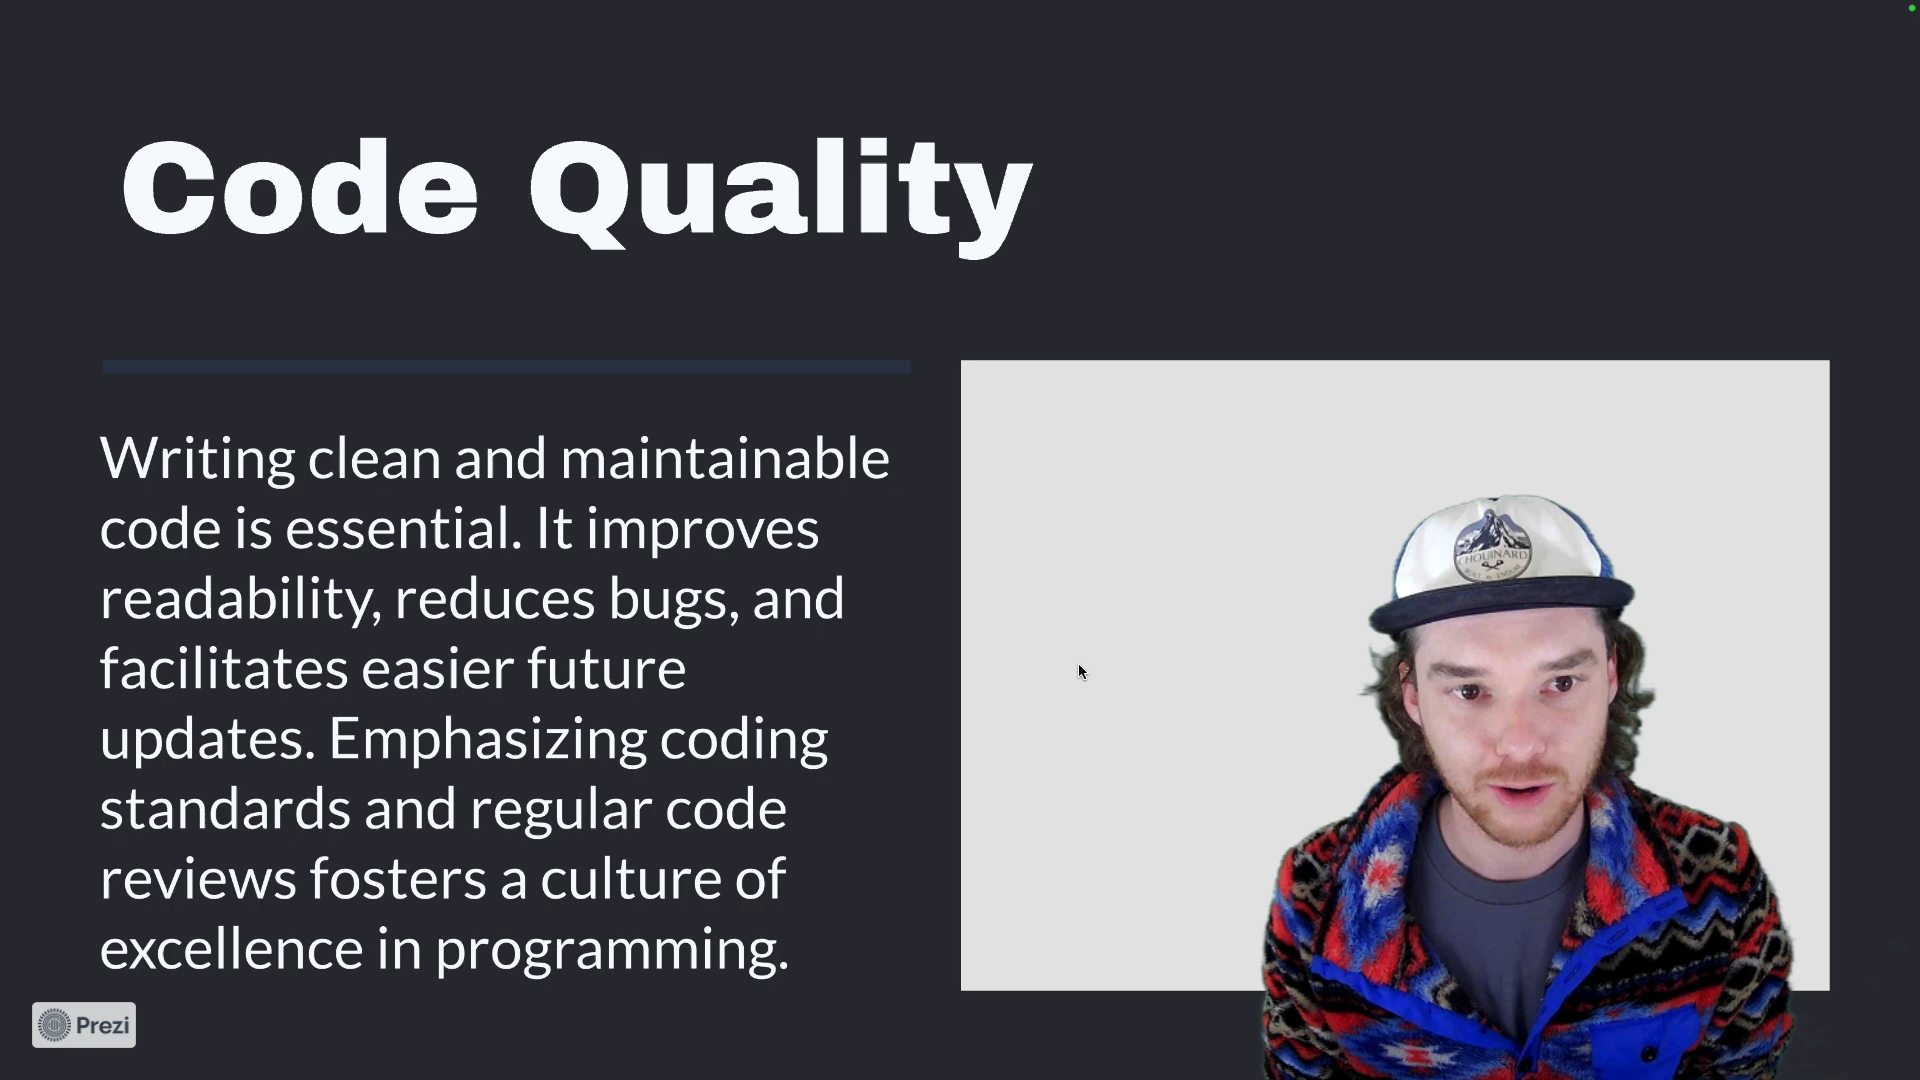 Code Quality
Writing clean and maintainable
code is essential. It improves
readability, reduces bugs, and
facilitates easier future
updates. Emphasizing coding
standards and regular code
reviews fosters a culture of
excellence in programming.
CHOUINARD
Prezi